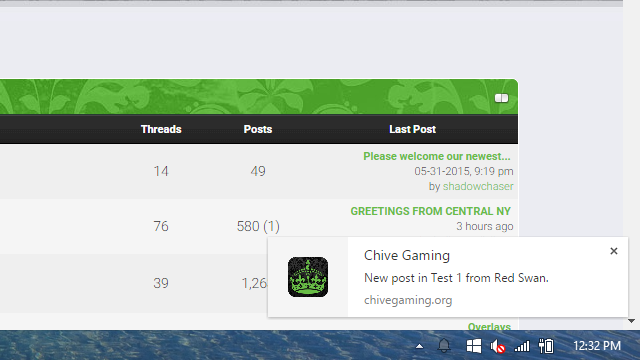 Threads Posts Last Post
Please welcome our newest...
14 49 05-31-2015, 9:19 pm
by shadowchaser
GREETINGS FROM CENTRAL NY
76 580 (1) 3 hours ago
Chive Gaming
39 1,26
New post in Test 1 from Red Swan.
chivegaming.org
Overlays
12:32 PM